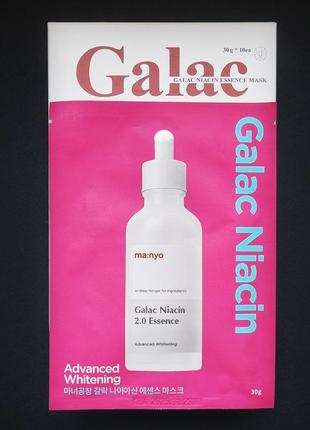 30g * 10ea
Galac
GALAC NIACIN ESSENCE MASK
Galac Niacin
ma:nyo
Galac Niacin
2.0 Essence
Advanced Whitening
Advanced
Whitening
마녀공장 갈락 나이아신 에센스 마스크
30g